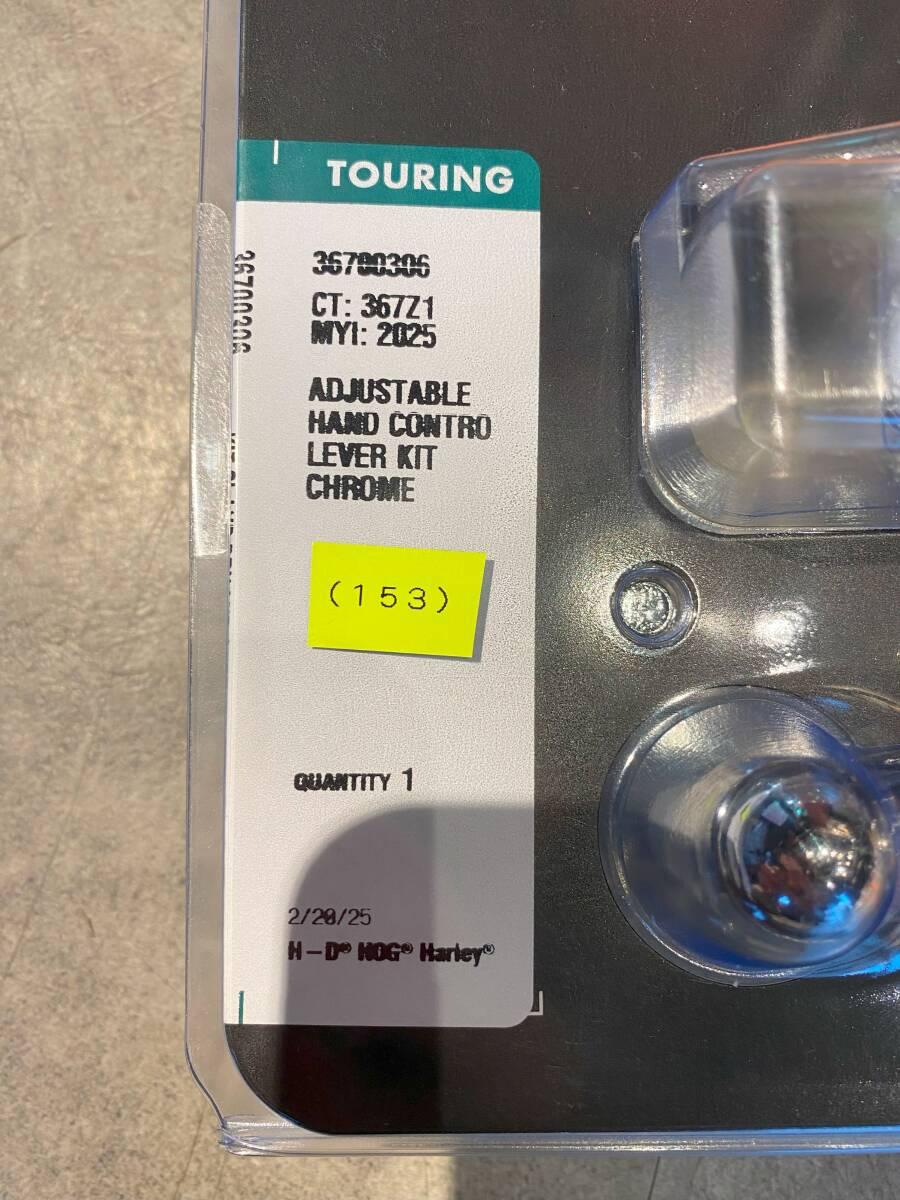 TOURING
36700306
CT: 367Z1
MYI: 2025
ADJUSTABLE
HAND CONTRO
LEVER KIT
CHROME
(153)
QUANTITY 1
2/20/25
H-D® HOG® Harley®
36700306